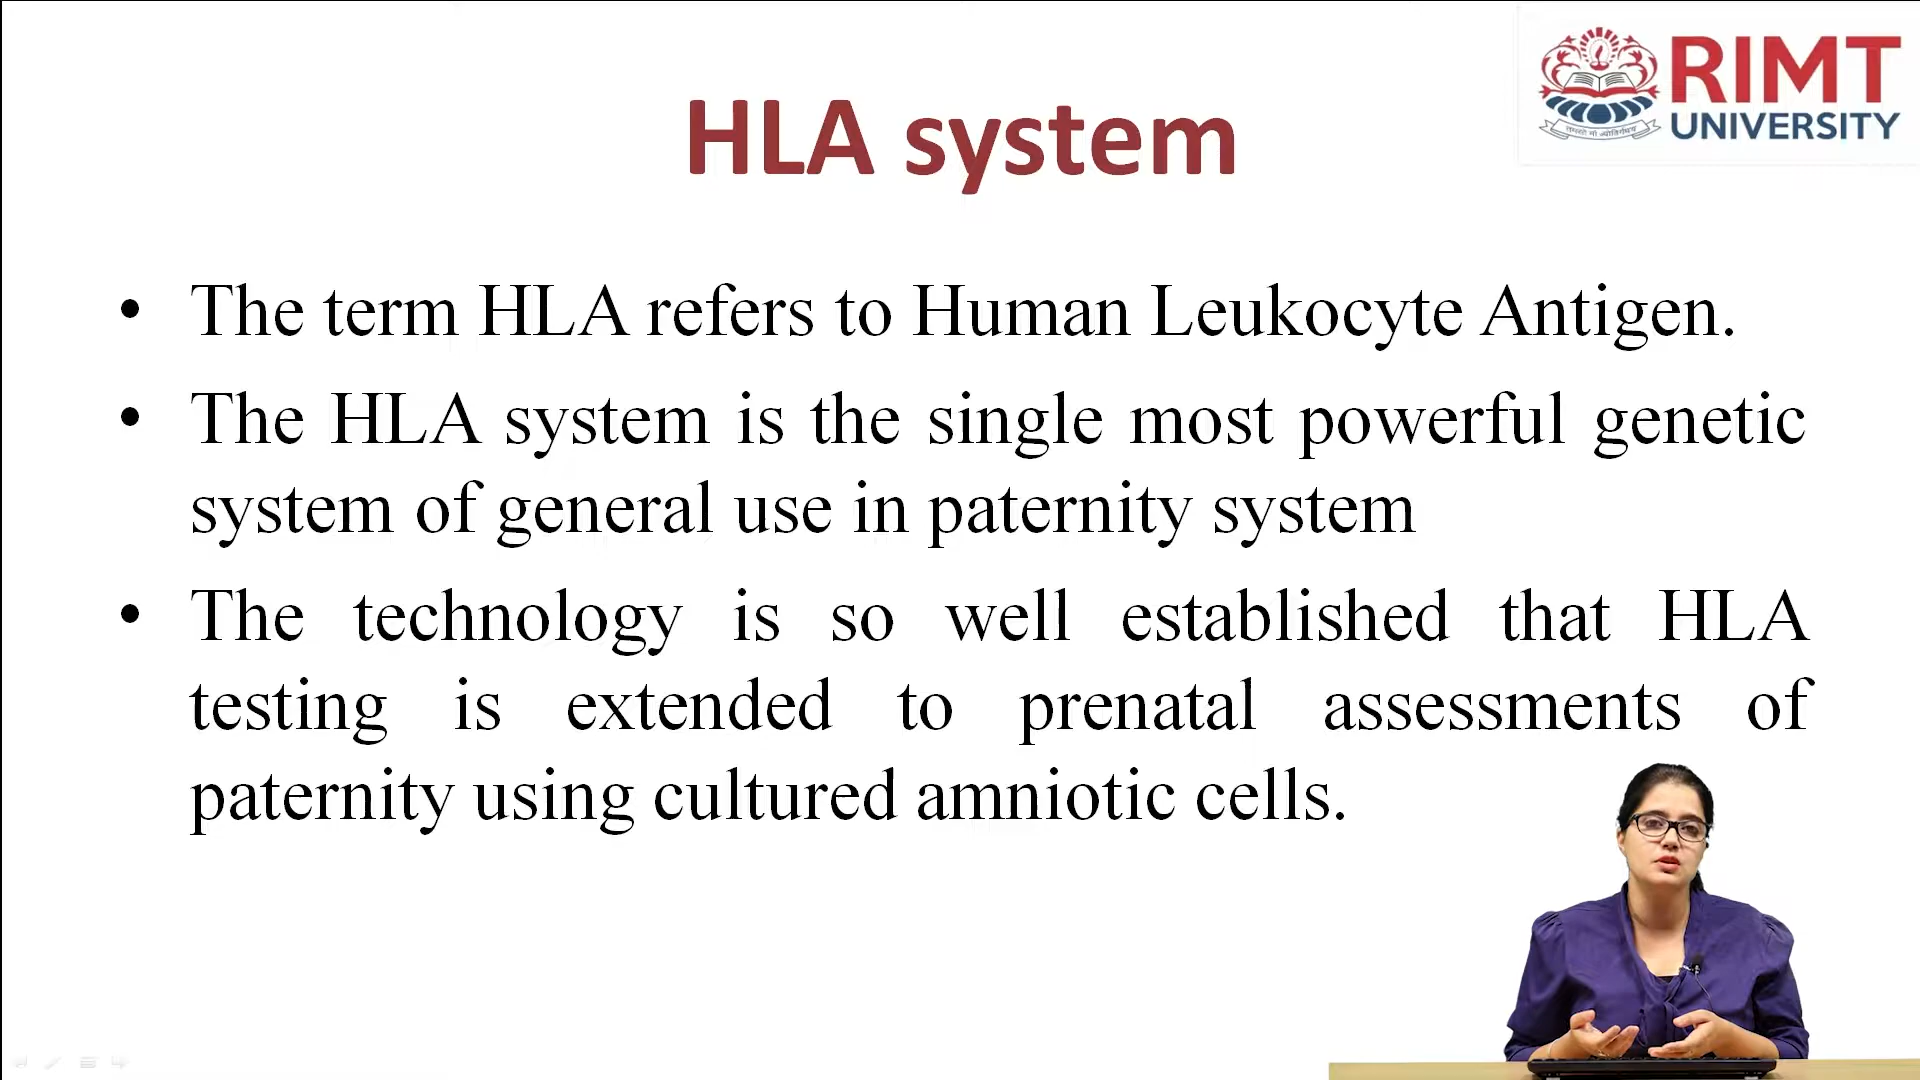 RIMT
UNIVERSITY
तमसो मा ज्योतिर्गमय
HLA system
• The term HLA refers to Human Leukocyte Antigen.
• The HLA system is the single most powerful genetic
system of general use in paternity system
• The technology is so well established that HLA
testing is extended to prenatal assessments of
paternity using cultured amniotic cells.